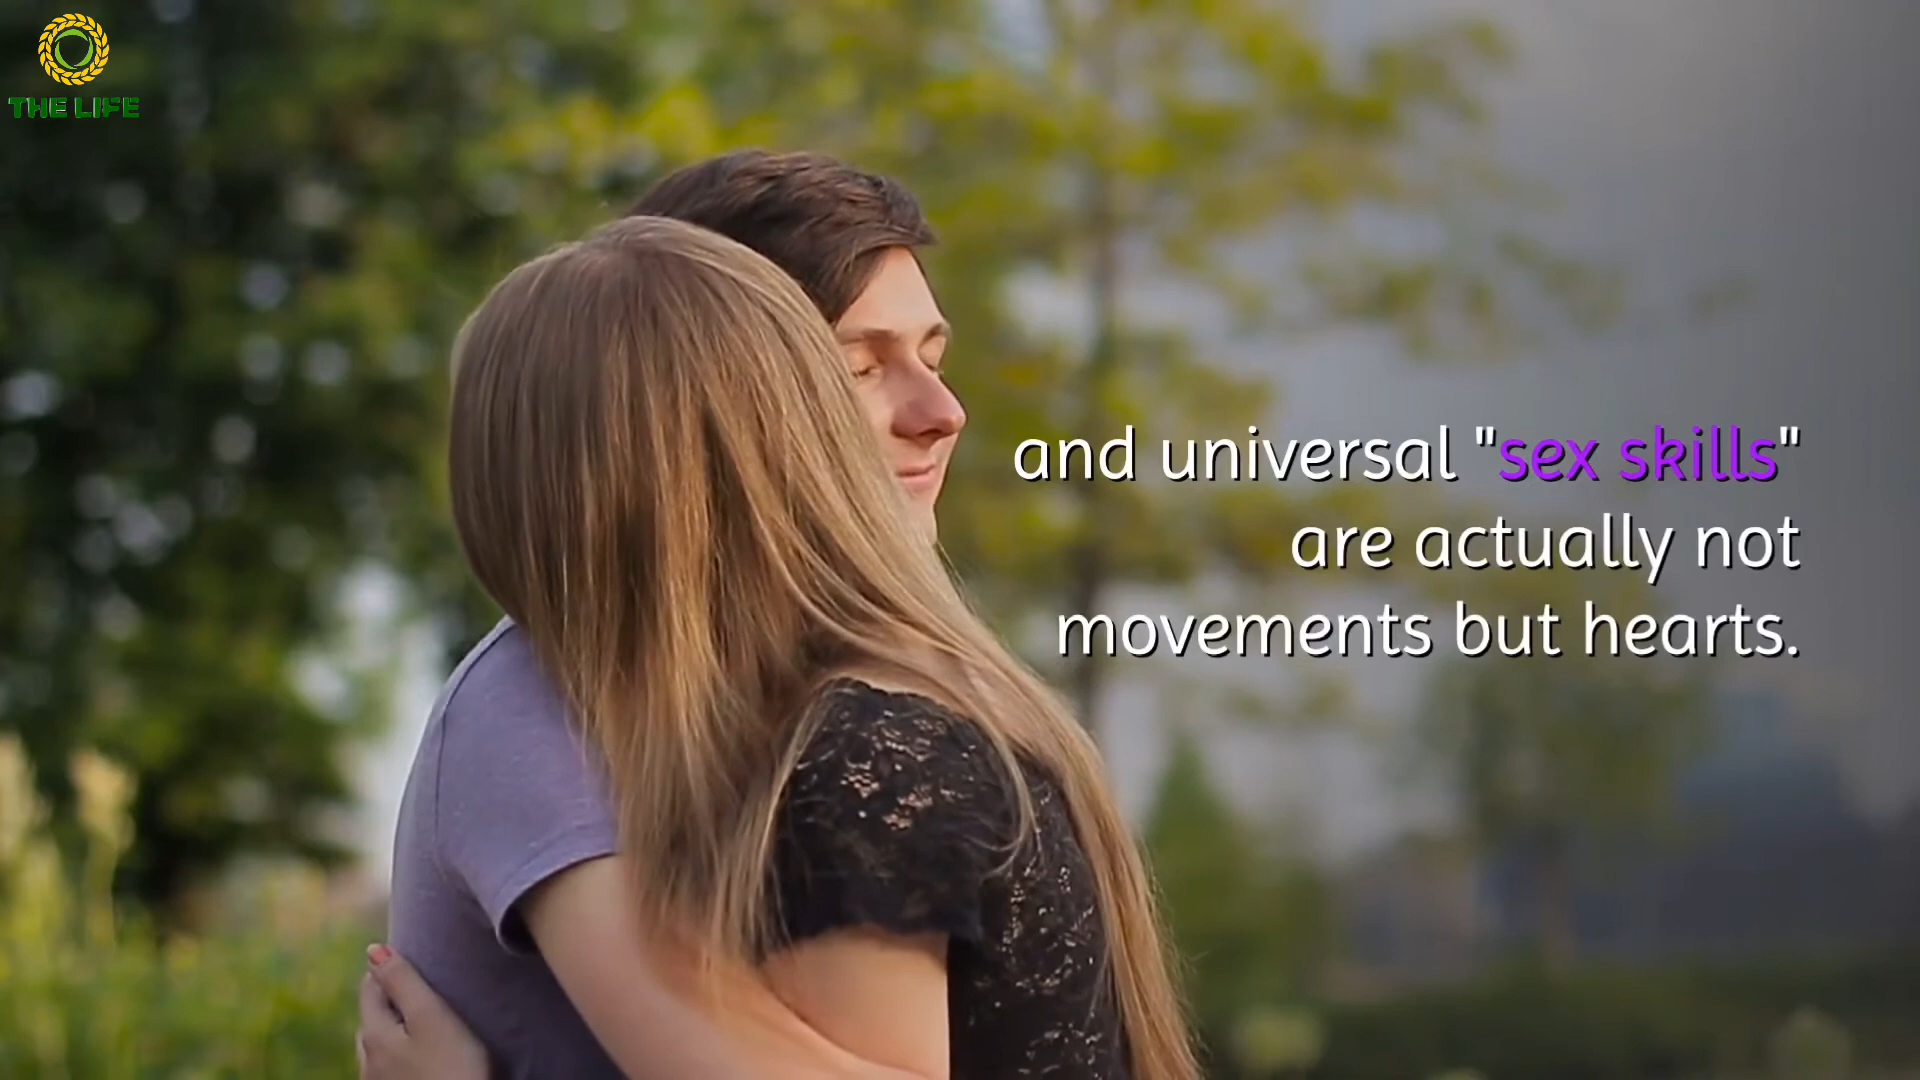 THE LIFE
and universal "sex skills"
are actually not
movements but hearts.